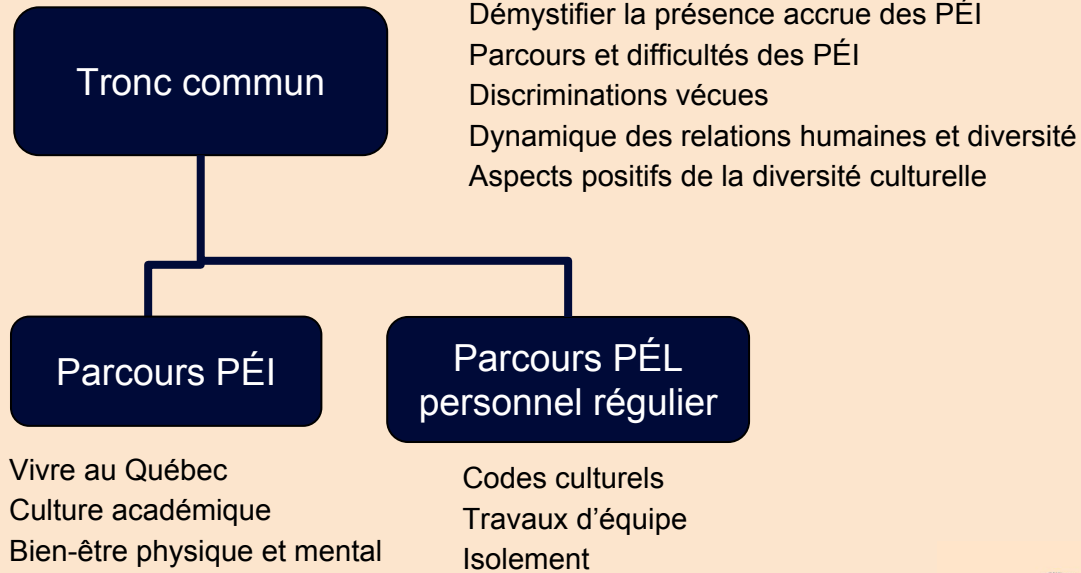 Tronc commun
Démystifier la présence accrue des PÉI
Parcours et difficultés des PÉI
Discriminations vécues
Dynamique des relations humaines et diversité
Aspects positifs de la diversité culturelle
Parcours PÉI
Vivre au Québec
Culture académique
Bien-être physique et mental
Parcours PÉL
personnel régulier
Codes culturels
Travaux d'équipe
Isolement